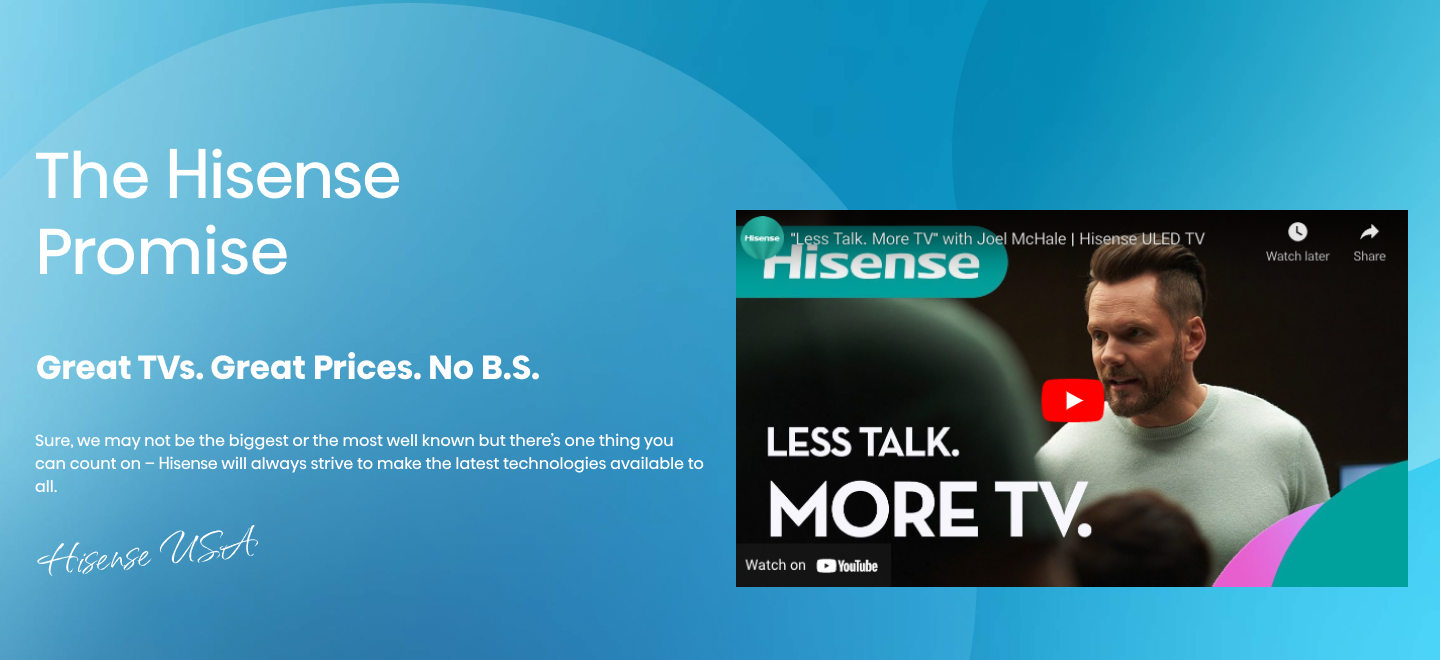 The Hisense
Promise
Great TVs. Great Prices. No B.S.
Sure, we may not be the biggest or the most well known but there's one thing you
can count on – Hisense will always strive to make the latest technologies available to
all.
Hisense USA
Hisense
"Less Talk. More TV" with Joel McHale | Hisense ULED TV
Watch later
Share
Hisense
LESS TALK.
MORE TV.
Watch on YouTube